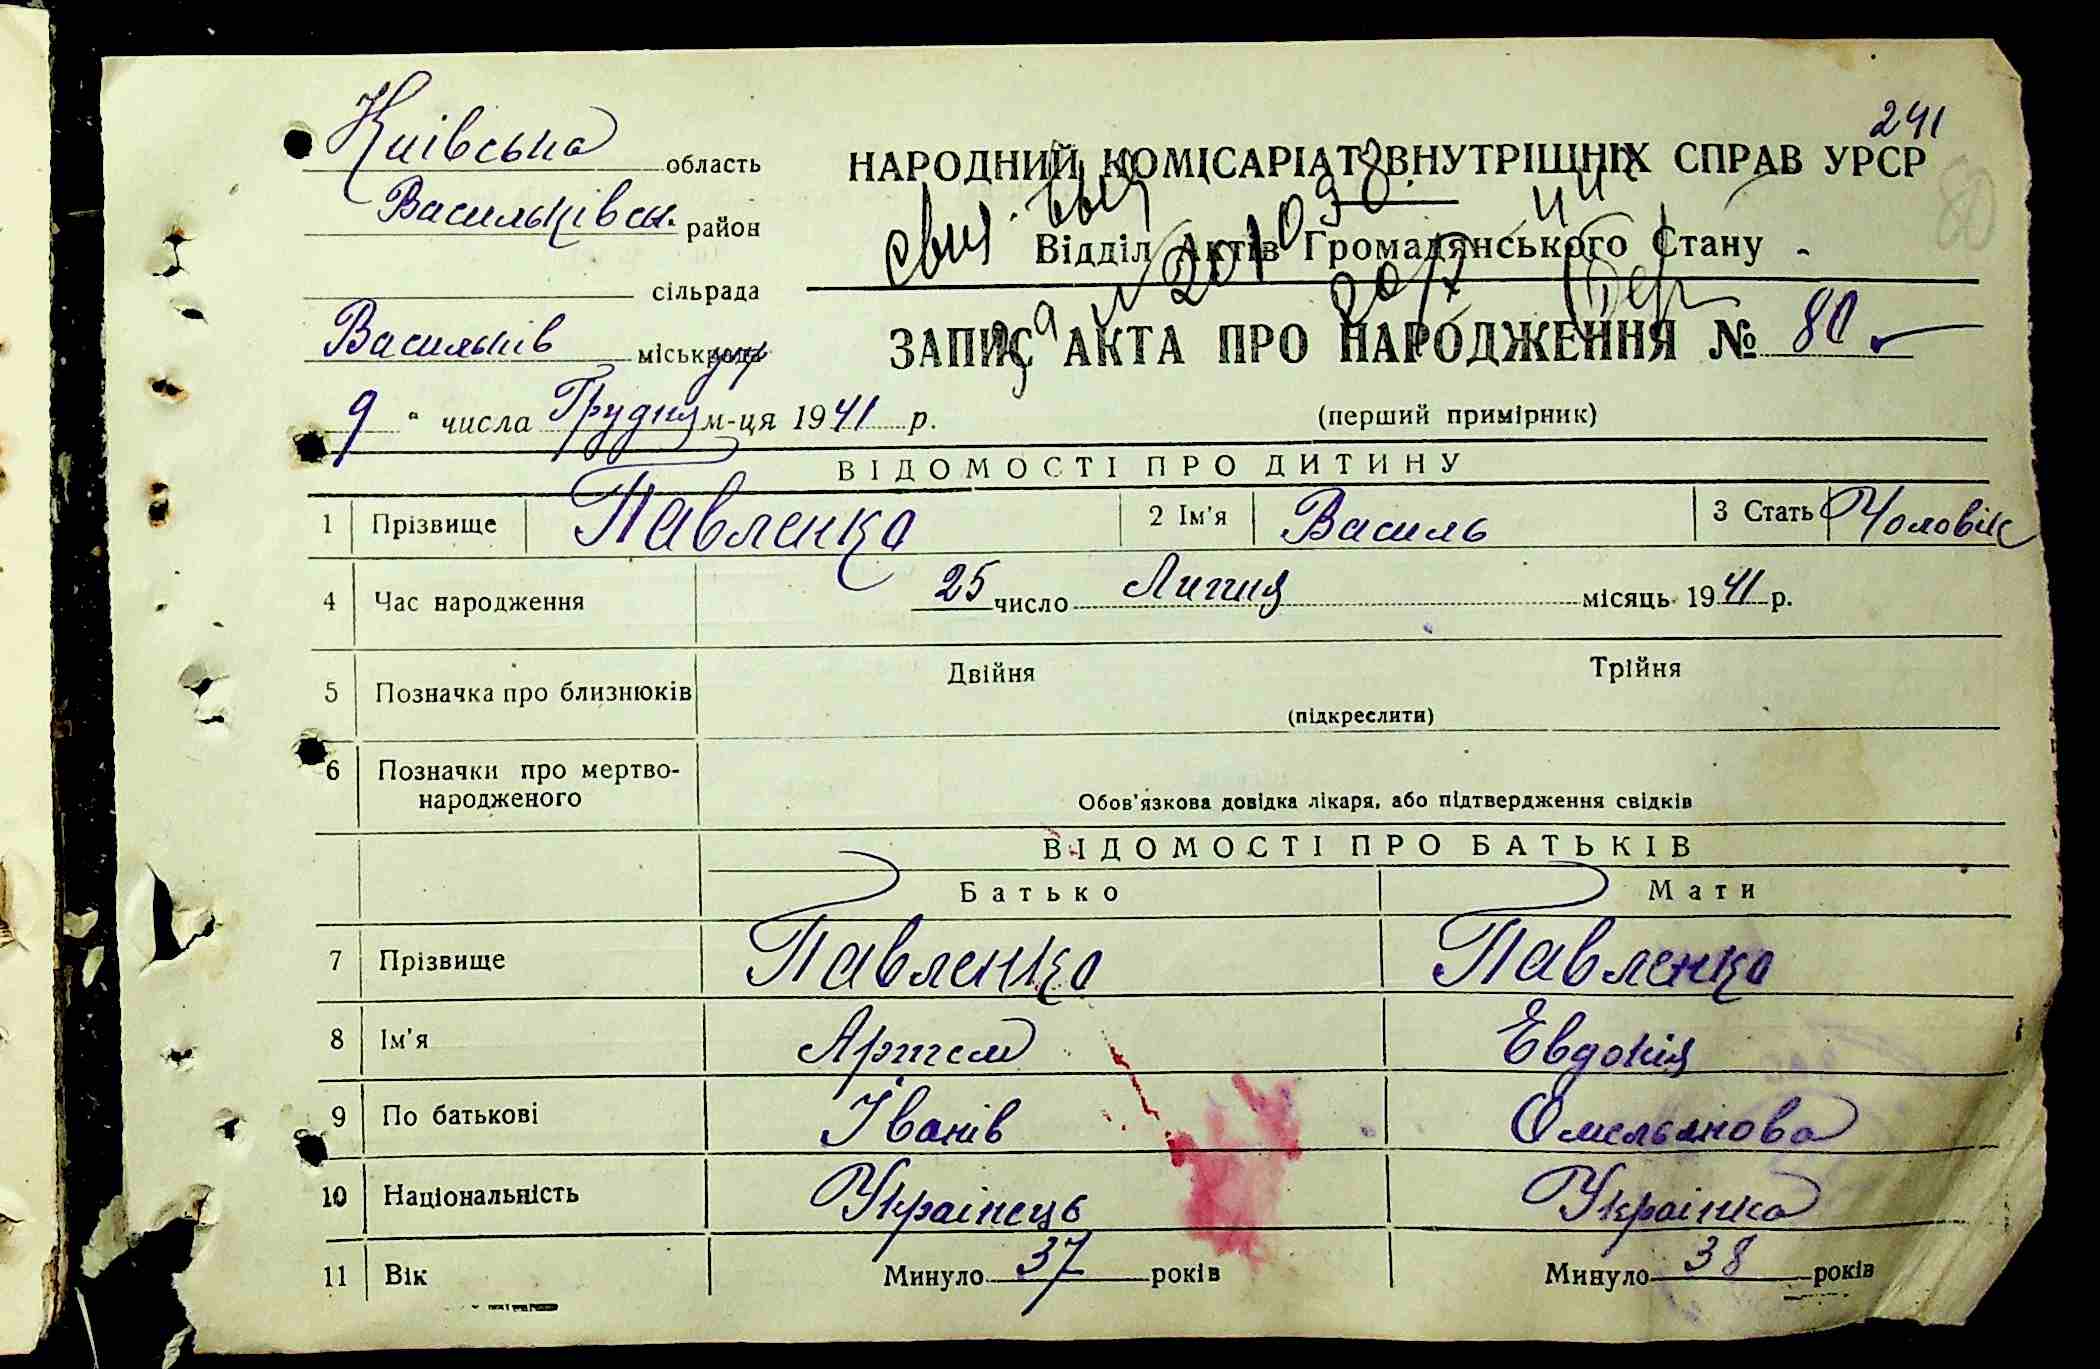 241
80
Київська область
НАРОДНИЙ КОМІСАРІАТ ВНУТРІШНІХ СПРАВ УРСР
Васильківськ. район
Відділ Актів Громадянського Стану
сільрада
Васильків міськрада
ЗАПИС АКТА ПРО НАРОДЖЕННЯ № 80
9 " числа Грудня м-ця 1941 р.
(перший примірник)
ВІДОМОСТІ ПРО ДИТИНУ
1 Прізвище Павленко 2 Ім'я Василь 3 Стать Чоловік
4 Час народження 25 число Липня місяць 1941 р.
5 Позначка про близнюків Двійня Трійня
(підкреслити)
6 Позначки про мертво-
народженого
Обов'язкова довідка лікаря, або підтвердження свідків
ВІДОМОСТІ ПРО БАТЬКІВ
Батько Мати
7 Прізвище Павленко Павленко
8 Ім'я Артем Евдокія
9 По батькові Іванів Омельянова
10 Національність Украінець Украінка
11 Вік Минуло 37 років Минуло 38 років